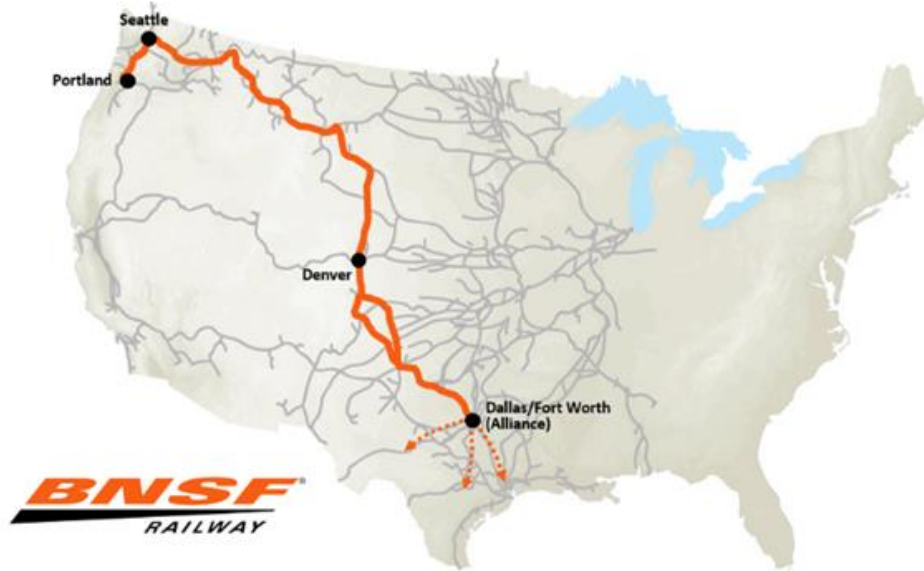 Seattle
Portland
Denver
Dallas/Fort Worth
(Alliance)
BNSF®
RAILWAY